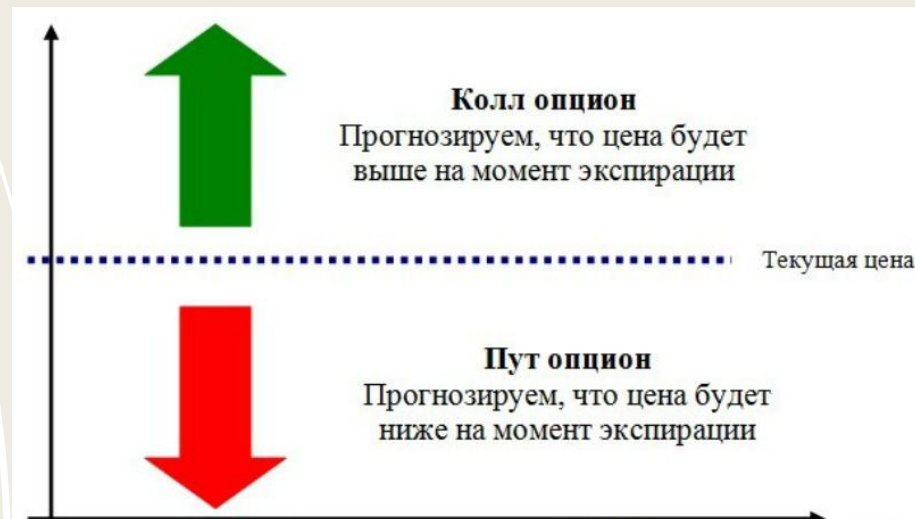 Колл опцион
Прогнозируем, что цена будет
выше на момент экспирации
Текущая цена
Пут опцион
Прогнозируем, что цена будет
ниже на момент экспирации